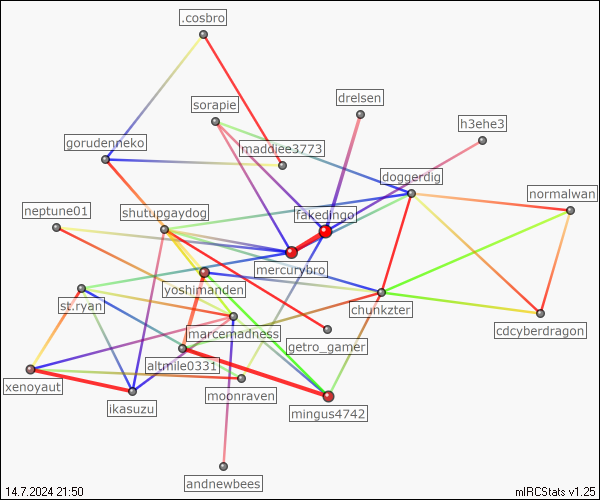 .cosbro
sorapie
drelsen
h3ehe3
gorudenneko
maddiee3773
doggerdig
normalwan
neptune01
shutupgaydog
fakedingo
mercurybro
yoshimanden
st.ryan
chunkzter
marcemadness
getro_gamer
cdcyberdragon
altmile0331
xenoyaut
moonraven
ikasuzu
mingus4742
andnewbees
14.7.2024 21:50
mIRCStats v1.25